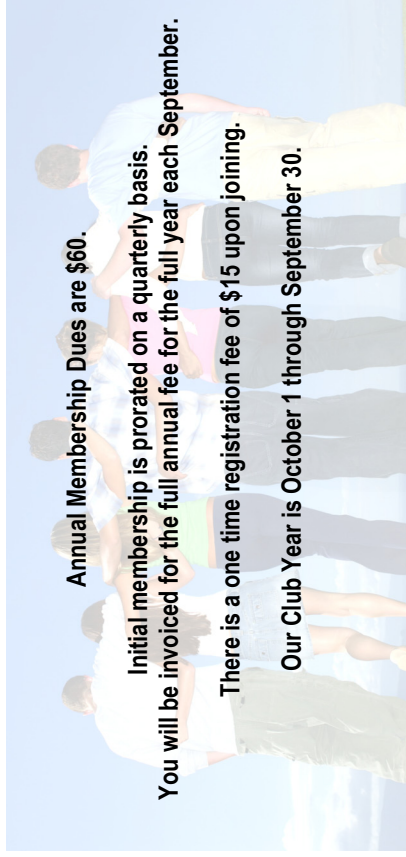 Annual Membership Dues are $60.
Initial membership is prorated on a quarterly basis.
You will be invoiced for the full annual fee for the full year each September.
There is a one time registration fee of $15 upon joining.
Our Club Year is October 1 through September 30.